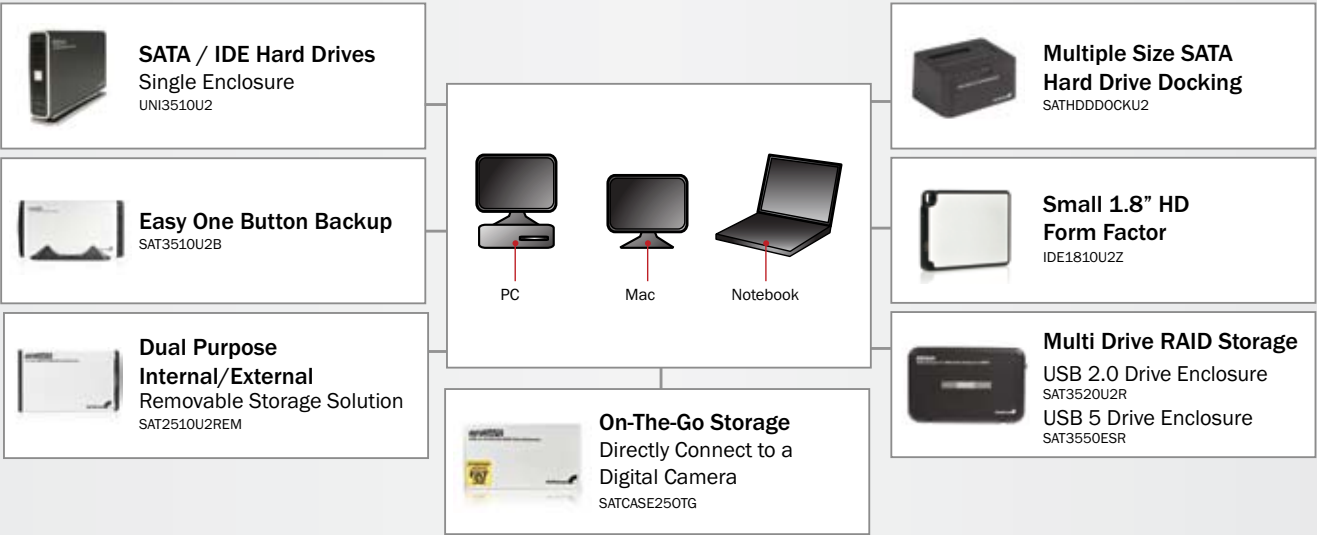 SATA / IDE Hard Drives
Single Enclosure
UNI3510U2
Easy One Button Backup
SAT3510U2B
Dual Purpose
Internal/External
Removable Storage Solution
SAT2510U2REM
PC
Mac
Notebook
On-The-Go Storage
Directly Connect to a
Digital Camera
SATCASE25OTG
Multiple Size SATA
Hard Drive Docking
SATHDDDOCKU2
Small 1.8” HD
Form Factor
IDE1810U2Z
Multi Drive RAID Storage
USB 2.0 Drive Enclosure
SAT3520U2R
USB 5 Drive Enclosure
SAT3550ESR